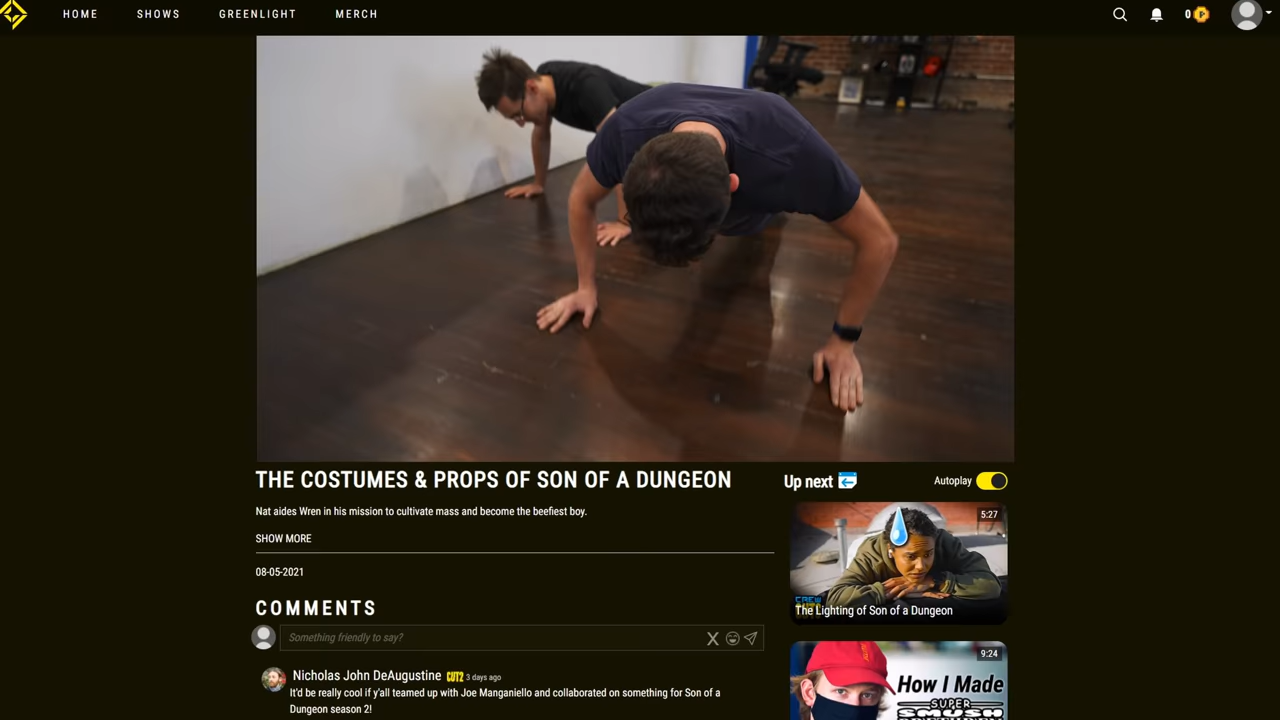 HOME SHOWS GREENLIGHT MERCH 0
THE COSTUMES & PROPS OF SON OF A DUNGEON
Nat aides Wren in his mission to cultivate mass and become the beefiest boy.
SHOW MORE
08-05-2021
COMMENTS
Something friendly to say?
Nicholas John DeAugustine CUTZ 3 days ago
It'd be really cool if y'all teamed up with Joe Manganiello and collaborated on something for Son of a
Dungeon season 2!
Up next
Autoplay
5:27
CREW
The Lighting of Son of a Dungeon
9:24
How I Made
SUPER
SMASH